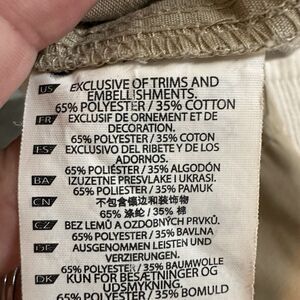 US EXCLUSIVE OF TRIMS AND
EMBELLISHMENTS.
65% POLYESTER / 35% COTTON
FR EXCLUSIF DE ORNEMENT ET DE
DECORATION.
65% POLYESTER / 35% COTON
ES EXCLUSIVO DEL RIBETE Y DE LOS
ADORNOS.
65% POLIÉSTER / 35% ALGODÓN
BA IZUZETNE PRESVLAKE I UKRASI.
65% POLIESTER / 35% PAMUK
CN 不包含镶边和装饰物
65% 涤纶 / 35% 棉
CZ BEZ LEMŮ A OZDOBNÝCH PRVKŮ.
65% POLYESTER / 35% BAVLNA
DE AUSGENOMMEN LEISTEN UND
VERZIERUNGEN.
65% POLYESTER / 35% BAUMWOLLE
DK KUN FOR BESÆTNINGER OG
UDSMYKNING.
65% POLYESTER / 35% BOMULD